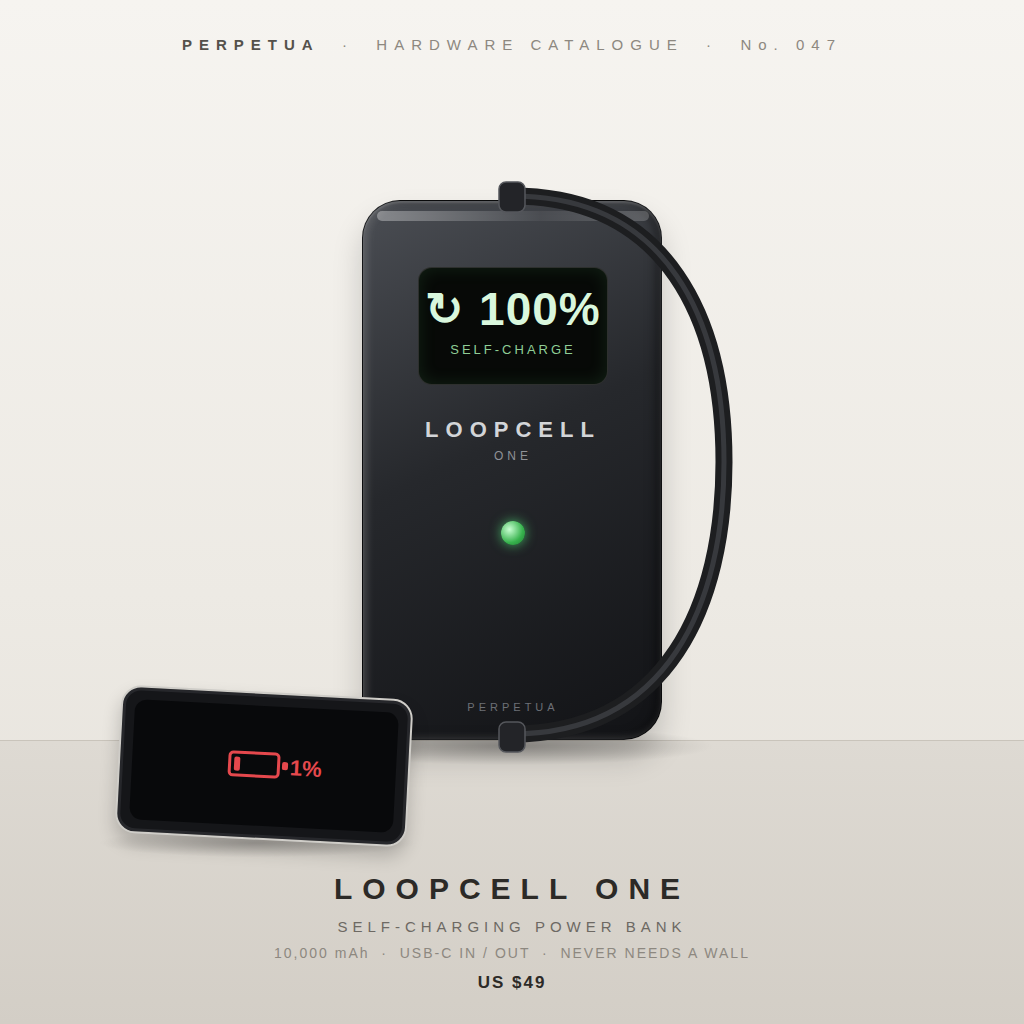 PERPETUA · HARDWARE CATALOGUE · No. 047
↻ 100%
SELF-CHARGE
LOOPCELL
ONE
PERPETUA
1%
LOOPCELL ONE
SELF-CHARGING POWER BANK
10,000 mAh · USB-C IN / OUT · NEVER NEEDS A WALL
US $49